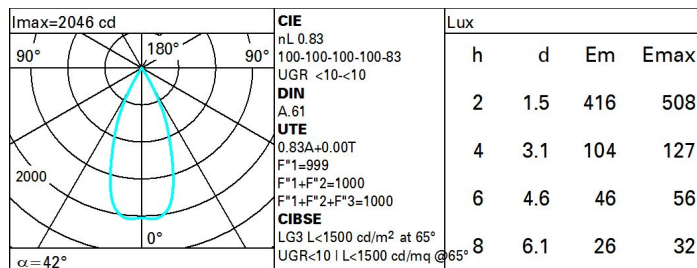 Imax=2046 cd
90° 180° 90°
2000
0°
α=42°
CIE
nL 0.83
100-100-100-100-83
UGR <10-<10
DIN
A.61
UTE
0.83A+0.00T
F"1=999
F"1+F"2=1000
F"1+F"2+F"3=1000
CIBSE
LG3 L<1500 cd/m² at 65°
UGR<10 | L<1500 cd/mq @65°
Lux
h d Em Emax
2 1.5 416 508
4 3.1 104 127
6 4.6 46 56
8 6.1 26 32